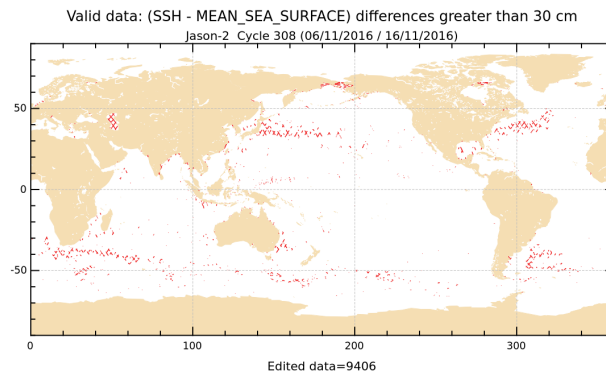 Valid data: (SSH - MEAN_SEA_SURFACE) differences greater than 30 cm
Jason-2 Cycle 308 (06/11/2016 / 16/11/2016)
50
0
-50
0 100 200 300
Edited data=9406